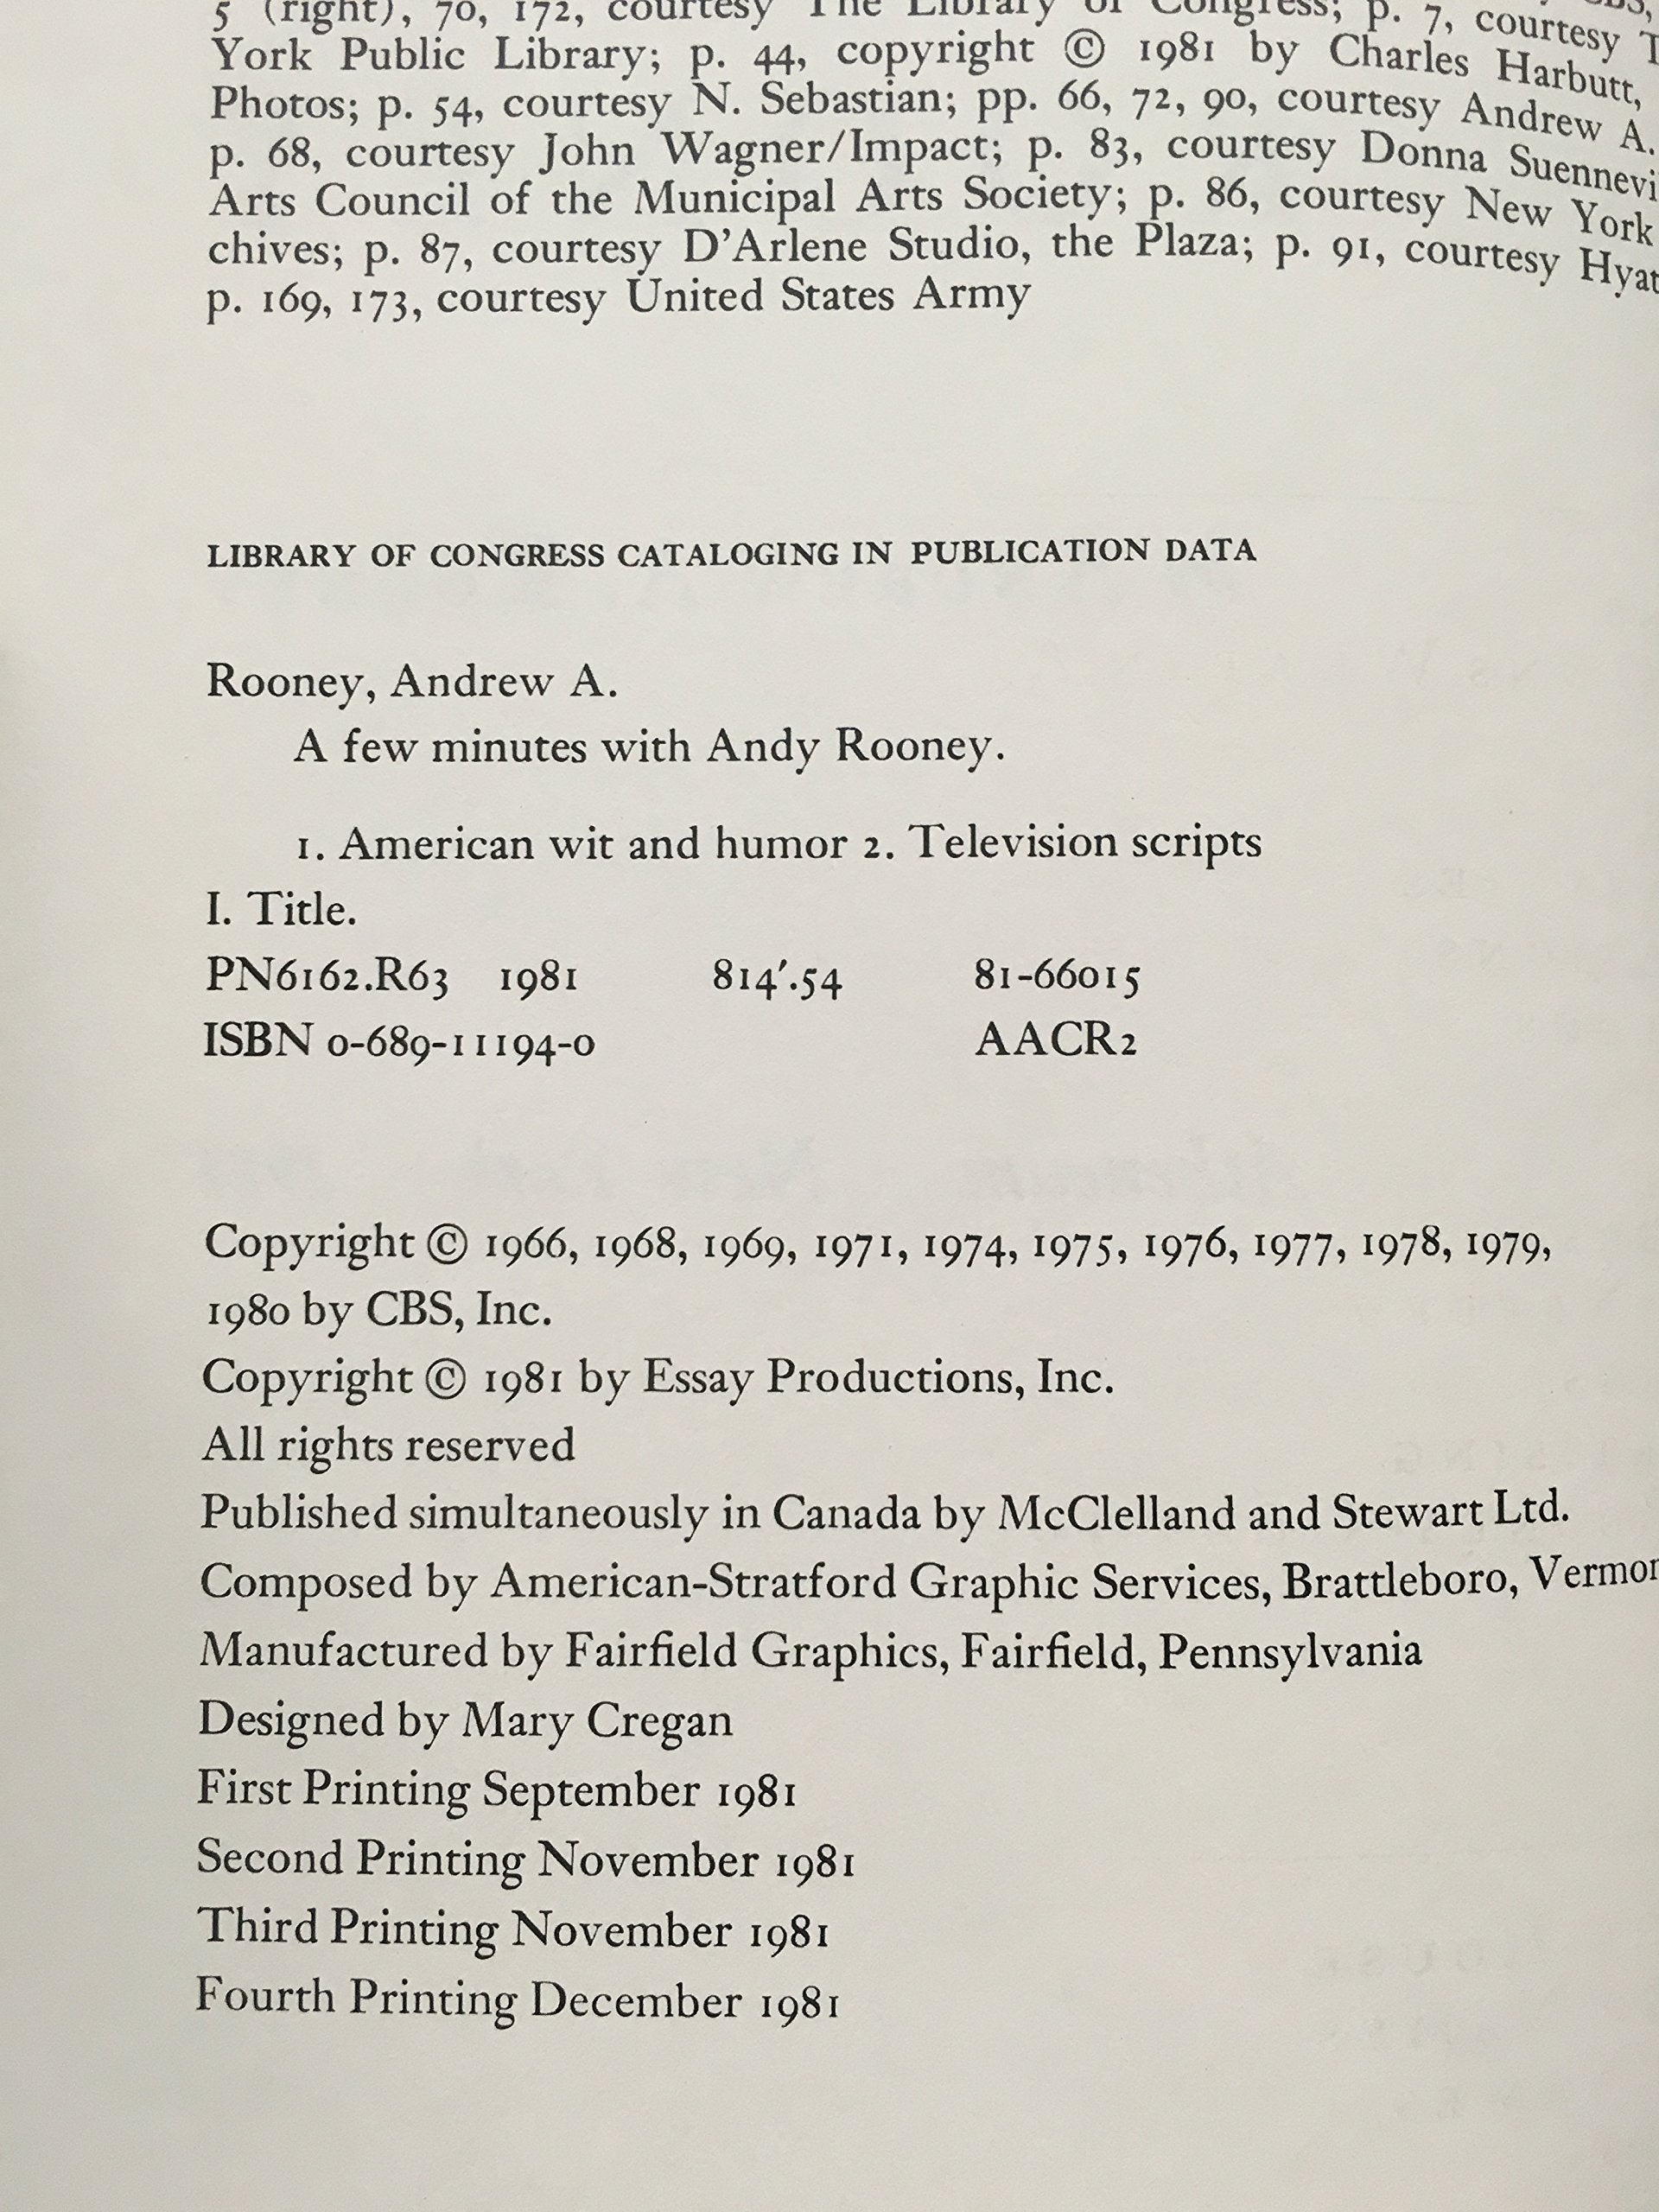 5 (right), 70, 172, courtesy The Library of Congress; p. 7, courtesy
York Public Library; p. 44, copyright © 1981 by Charles Harbutt,
Photos; p. 54, courtesy N. Sebastian; pp. 66, 72, 90, courtesy Andrew A.
p. 68, courtesy John Wagner/Impact; p. 83, courtesy Donna Suennevi
Arts Council of the Municipal Arts Society; p. 86, courtesy New York
chives; p. 87, courtesy D'Arlene Studio, the Plaza; p. 91, courtesy Hyat
p. 169, 173, courtesy United States Army
LIBRARY OF CONGRESS CATALOGING IN PUBLICATION DATA
Rooney, Andrew A.
A few minutes with Andy Rooney.
1. American wit and humor 2. Television scripts
I. Title.
PN6162.R63 1981 814'.54 81-66015
ISBN 0-689-11194-0 AACR2
Copyright © 1966, 1968, 1969, 1971, 1974, 1975, 1976, 1977, 1978, 1979,
1980 by CBS, Inc.
Copyright © 1981 by Essay Productions, Inc.
All rights reserved
Published simultaneously in Canada by McClelland and Stewart Ltd.
Composed by American-Stratford Graphic Services, Brattleboro, Vermon
Manufactured by Fairfield Graphics, Fairfield, Pennsylvania
Designed by Mary Cregan
First Printing September 1981
Second Printing November 1981
Third Printing November 1981
Fourth Printing December 1981